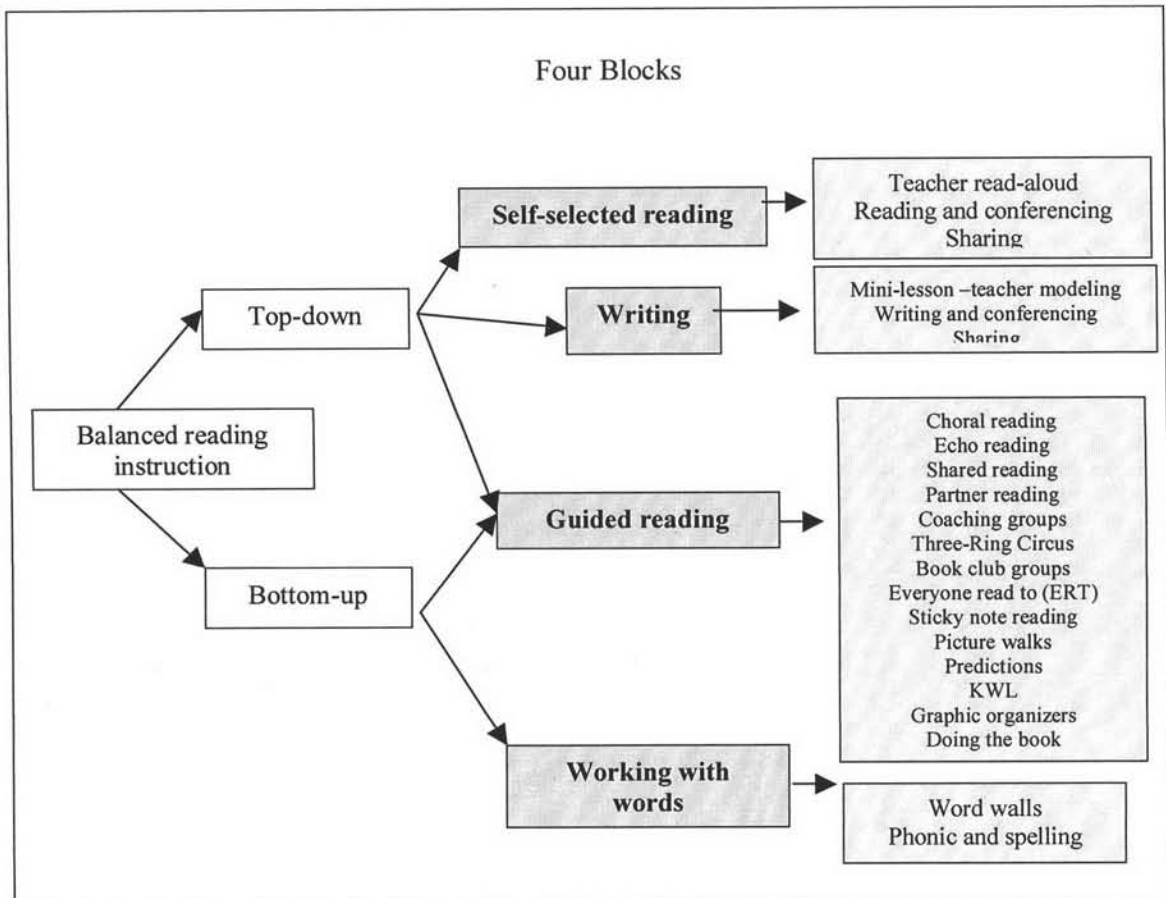 Four Blocks
Self-selected reading
Teacher read-aloud
Reading and conferencing
Sharing
Top-down
Writing
Mini-lesson –teacher modeling
Writing and conferencing
Sharing
Balanced reading
instruction
Guided reading
Choral reading
Echo reading
Shared reading
Partner reading
Coaching groups
Three-Ring Circus
Book club groups
Everyone read to (ERT)
Sticky note reading
Picture walks
Predictions
KWL
Graphic organizers
Doing the book
Bottom-up
Working with
words
Word walls
Phonic and spelling